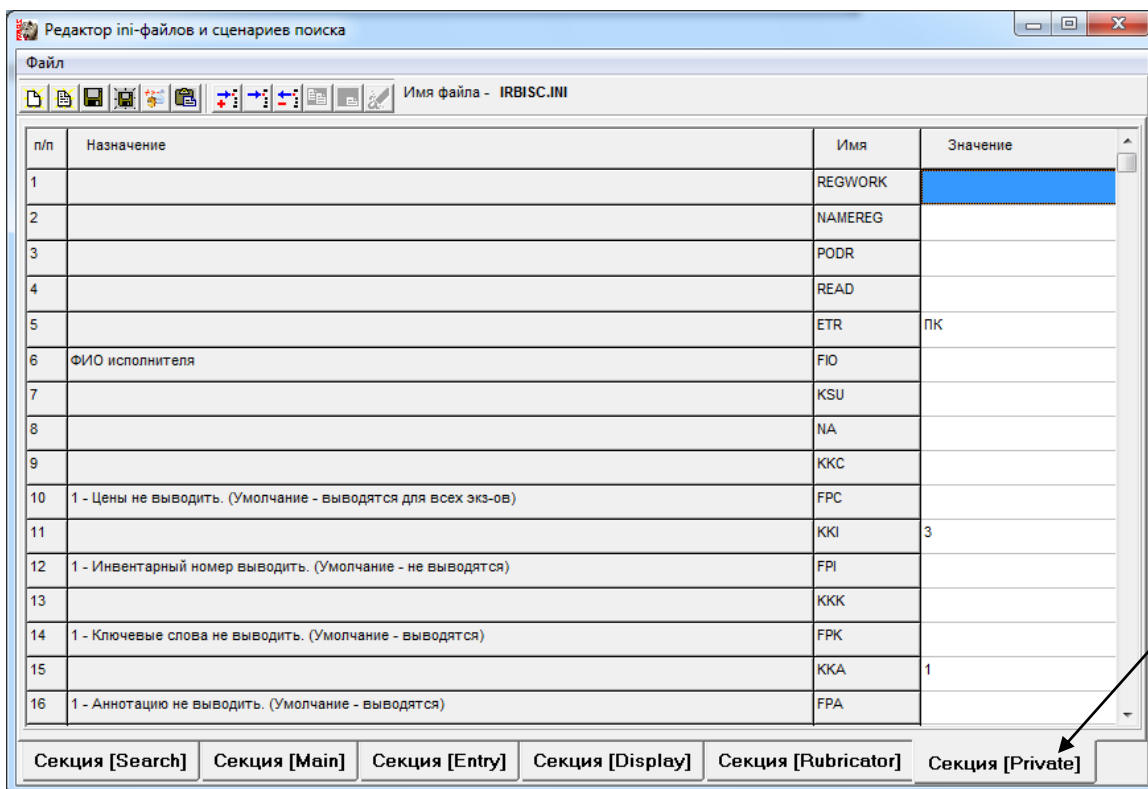 Редактор ini-файлов и сценариев поиска
Файл
Имя файла - IRBISC.INI
п/п Назначение Имя Значение
1 REGWORK
2 NAMEREG
3 PODR
4 READ
5 ETR ПК
6 ФИО исполнителя FIO
7 KSU
8 NA
9 KKC
10 1 - Цены не выводить. (Умолчание - выводятся для всех экз-ов) FPC
11 KKI 3
12 1 - Инвентарный номер выводить. (Умолчание - не выводятся) FPI
13 KKK
14 1 - Ключевые слова не выводить. (Умолчание - выводятся) FPK
15 KKA 1
16 1 - Аннотацию не выводить. (Умолчание - выводятся) FPA
Секция [Search] Секция [Main] Секция [Entry] Секция [Display] Секция [Rubricator] Секция [Private]